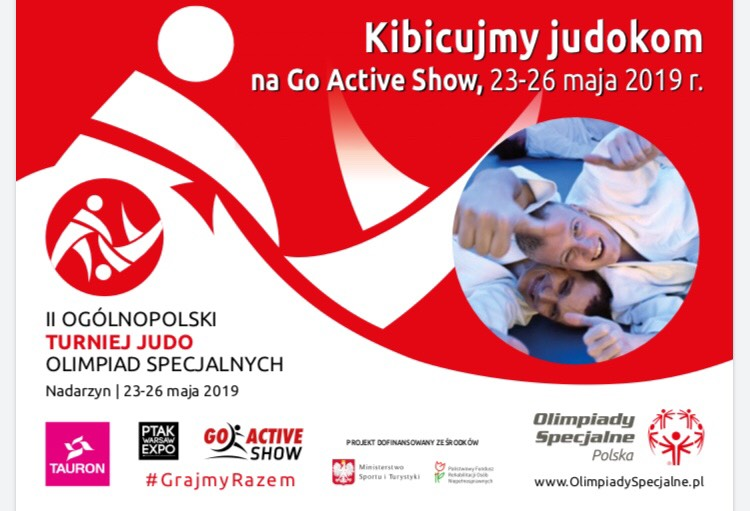 Kibicujmy judokom
na Go Active Show, 23-26 maja 2019 r.
II OGÓLNOPOLSKI
TURNIEJ JUDO
OLIMPIAD SPECJALNYCH
Nadarzyn | 23-26 maja 2019
TAURON
PTAK
WARSAW
EXPO
GO ACTIVE
SHOW
#GrajmyRazem
PROJEKT DOFINANSOWANY ZE ŚRODKÓW
Ministerstwo
Sportu i Turystyki
Państwowy Fundusz
Rehabilitacji Osób
Niepełnosprawnych
Olimpiady
Specjalne
Polska
www.OlimpiadySpecjalne.pl